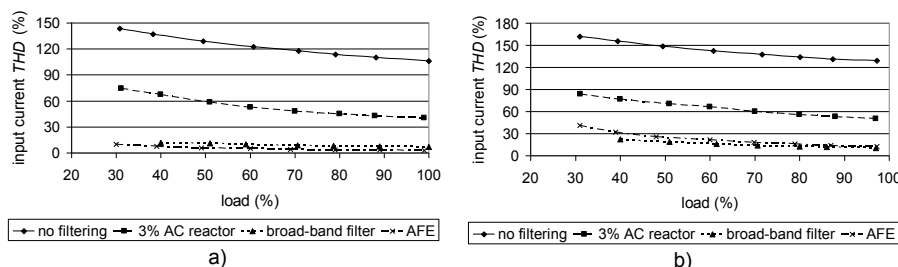 input current THD (%)
150
120
90
60
30
0
20 30 40 50 60 70 80 90 100
load (%)
no filtering 3% AC reactor broad-band filter AFE
a)
input current THD (%)
180
150
120
90
60
30
0
20 30 40 50 60 70 80 90 100
load (%)
no filtering 3% AC reactor broad-band filter AFE
b)